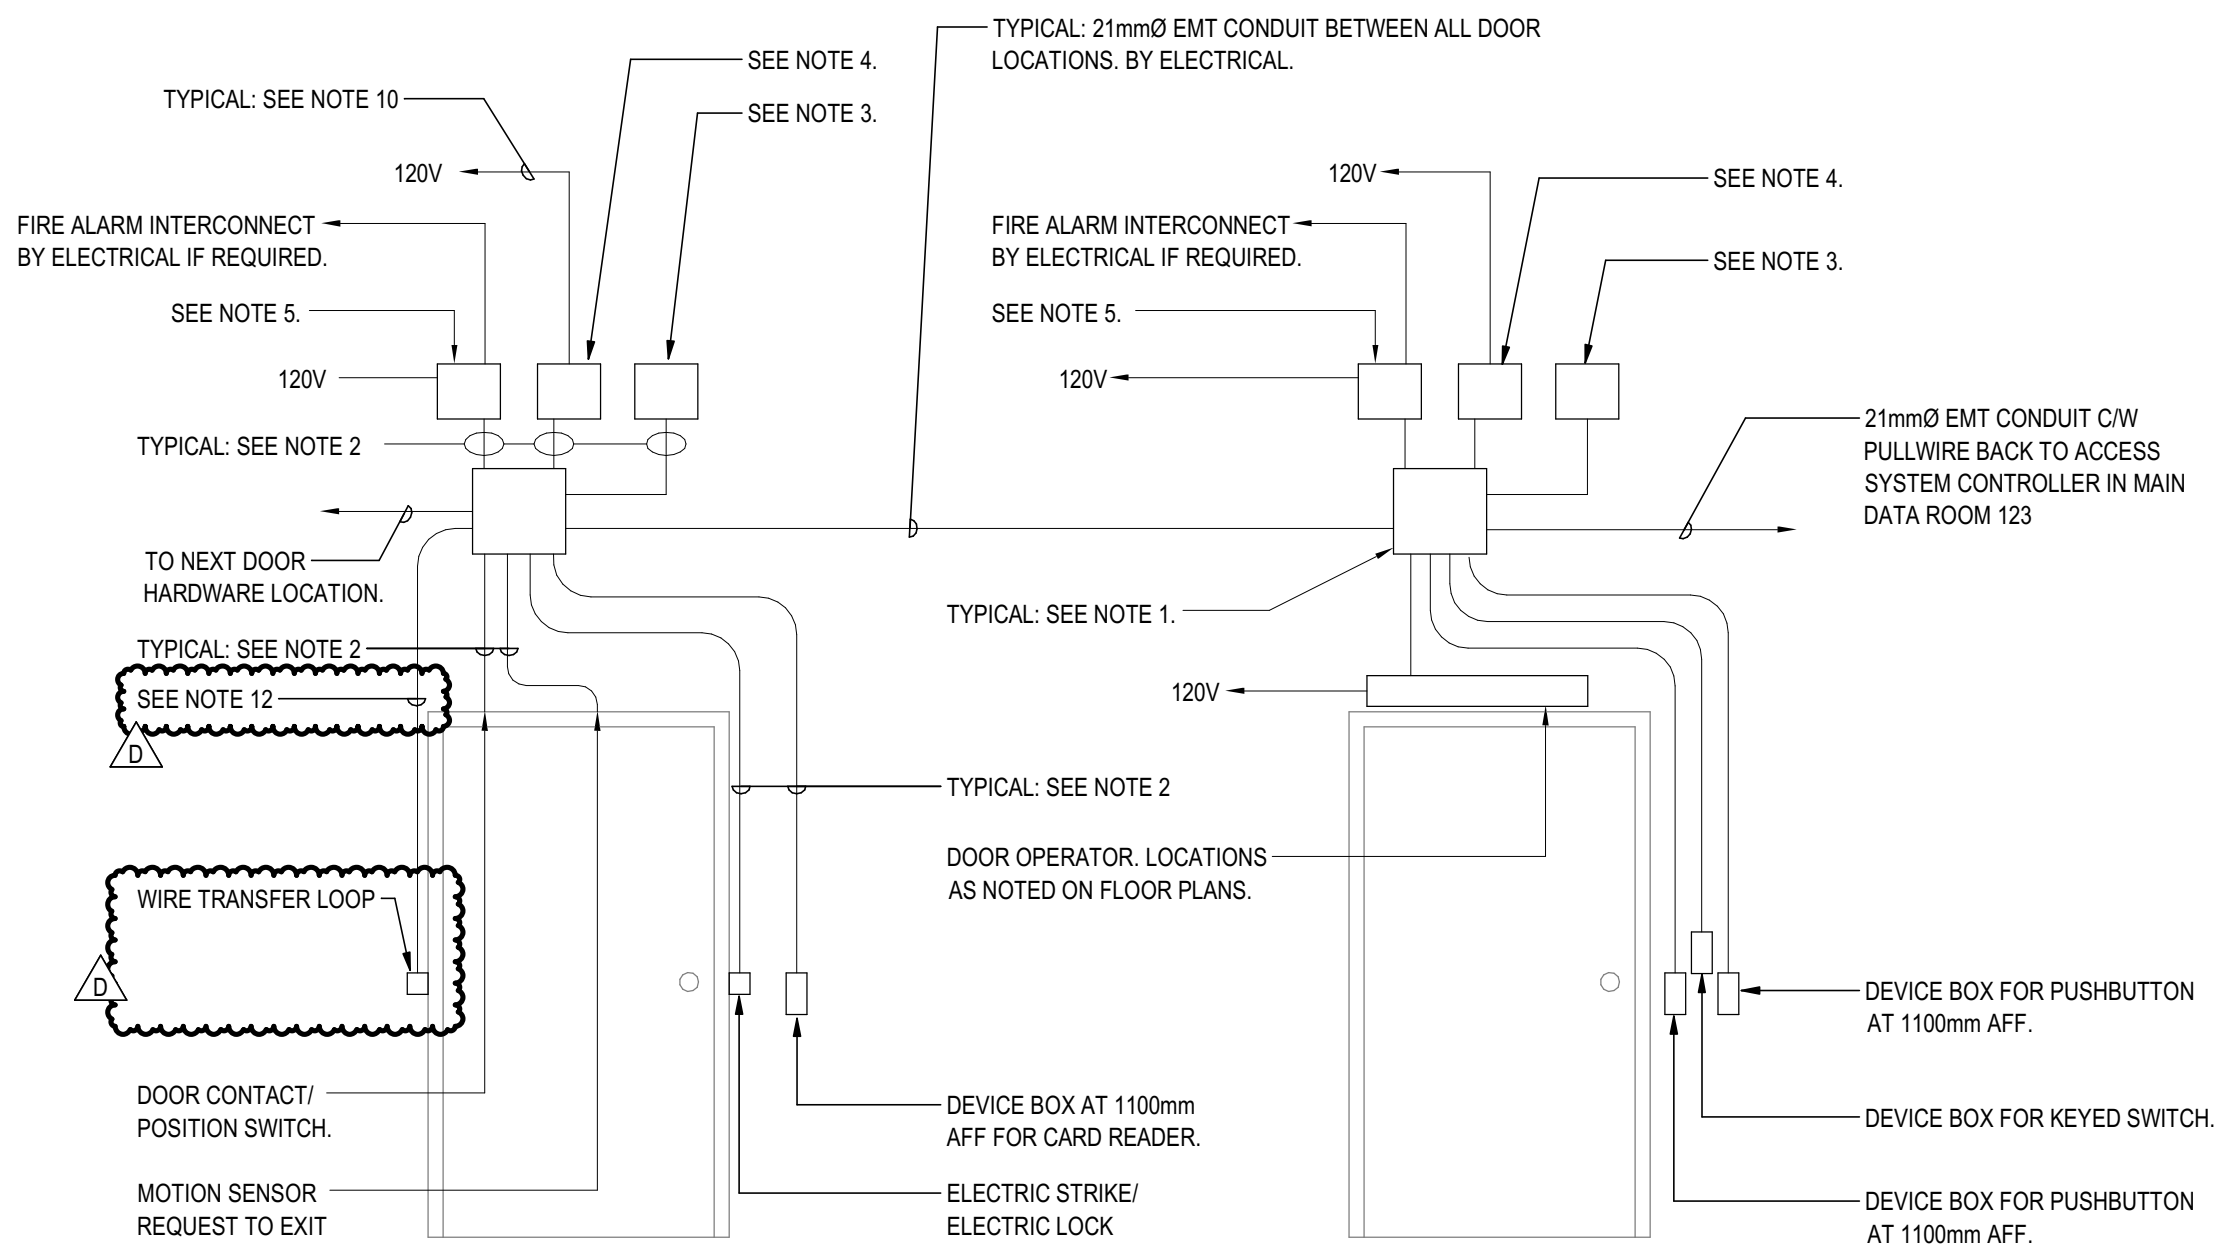 TYPICAL: 21mmØ EMT CONDUIT BETWEEN ALL DOOR
LOCATIONS. BY ELECTRICAL.
SEE NOTE 4.
TYPICAL: SEE NOTE 10
SEE NOTE 3.
120V
FIRE ALARM INTERCONNECT
BY ELECTRICAL IF REQUIRED.
SEE NOTE 5.
120V
TYPICAL: SEE NOTE 2
TO NEXT DOOR
HARDWARE LOCATION.
TYPICAL: SEE NOTE 2
SEE NOTE 12
D
WIRE TRANSFER LOOP
D
DOOR CONTACT/
POSITION SWITCH.
MOTION SENSOR
REQUEST TO EXIT
120V
SEE NOTE 4.
FIRE ALARM INTERCONNECT
BY ELECTRICAL IF REQUIRED.
SEE NOTE 3.
SEE NOTE 5.
120V
21mmØ EMT CONDUIT C/W
PULLWIRE BACK TO ACCESS
SYSTEM CONTROLLER IN MAIN
DATA ROOM 123
TYPICAL: SEE NOTE 1.
120V
TYPICAL: SEE NOTE 2
DOOR OPERATOR. LOCATIONS
AS NOTED ON FLOOR PLANS.
DEVICE BOX AT 1100mm
AFF FOR CARD READER.
ELECTRIC STRIKE/
ELECTRIC LOCK
DEVICE BOX FOR PUSHBUTTON
AT 1100mm AFF.
DEVICE BOX FOR KEYED SWITCH.
DEVICE BOX FOR PUSHBUTTON
AT 1100mm AFF.